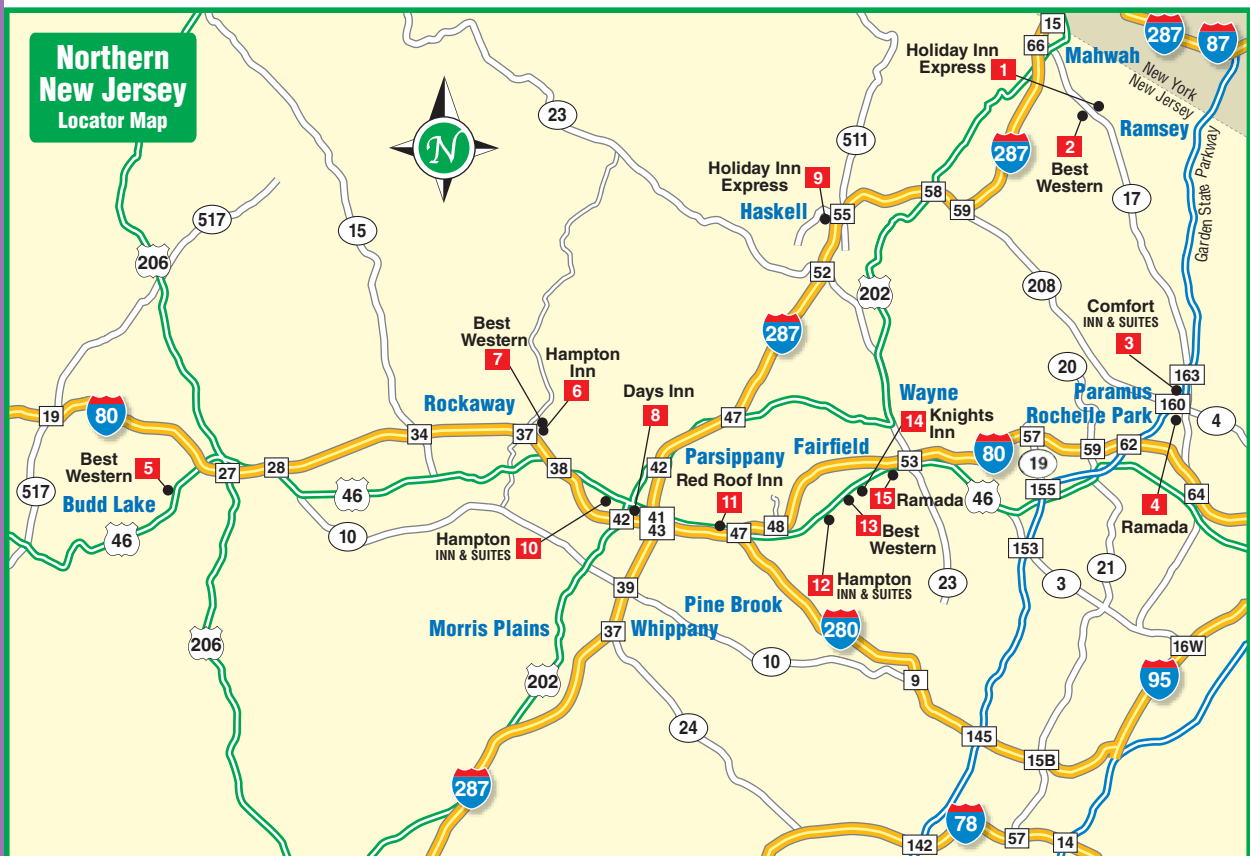 Northern
New Jersey
Locator Map
N
15
66
Mahwah
287
87
New York
New Jersey
Holiday Inn
Express
1
Ramsey
2
Best
Western
287
Garden State Parkway
17
23
511
Holiday Inn
Express
9
Haskell
55
58
59
517
15
206
52
202
208
287
Comfort
INN & SUITES
3
163
Best
Western
7
Hampton
Inn
6
Days Inn
8
20
Paramus
160
4
Rochelle Park
Wayne
14
Knights
Inn
19
80
Rockaway
34
37
47
Fairfield
57
59
62
80
53
Best
Western
5
Budd Lake
27
28
38
42
Parsippany
Red Roof Inn
11
19
155
46
64
4
Ramada
15
Ramada
517
46
46
10
Hampton
INN & SUITES
10
42
41
43
47
48
13
Best
Western
12
Hampton
INN & SUITES
153
3
21
23
39
Pine Brook
280
Morris Plains
37
Whippany
206
10
16W
202
9
95
24
145
15B
287
78
142
57
14